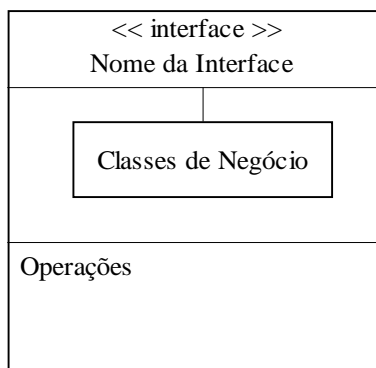 << interface >>
Nome da Interface
Classes de Negócio
Operações